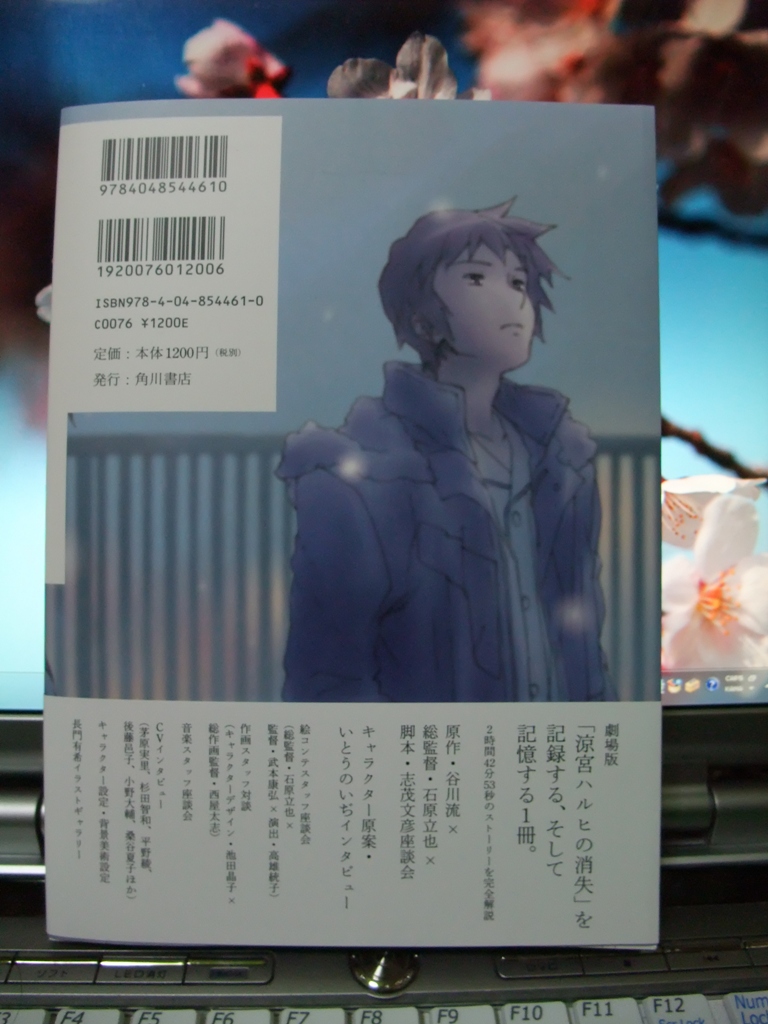 9784048544610
1920076012006
ISBN978-4-04-854461-0
C0076 ¥1200E
定価：本体1200円（税別）
発行：角川書店
劇場版
「涼宮ハルヒの消失」を
記録する、そして
記憶する1冊。
2時間42分53秒のストーリーを完全解説
原作・谷川流×
総監督・石原立也×
脚本・志茂文彦座談会
キャラクター原案・
いとうのいぢインタビュー
絵コンテスタッフ座談会
（総監督・石原立也×
監督・武本康弘×演出・高雄統子）
作画スタッフ対談
（キャラクターデザイン・池田晶子×
総作画監督・西屋太志）
音楽スタッフ座談会
CVインタビュー
（茅原実里、杉田智和、平野綾、
後藤邑子、小野大輔、桑谷夏子ほか）
キャラクター設定・背景美術設定
長門有希イラストギャラリー
ソフト
LED消灯
F4
F5
F6
F7
F8
F9
F10
F11
F12
Num